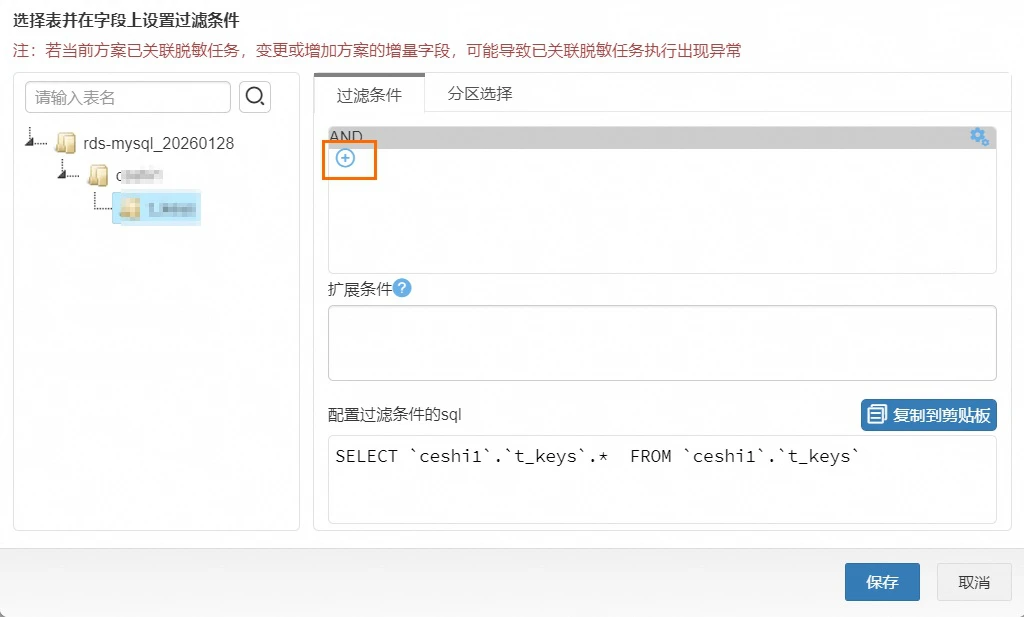 选择表并在字段上设置过滤条件
注：若当前方案已关联脱敏任务，变更或增加方案的增量字段，可能导致已关联脱敏任务执行出现异常
请输入表名
rds-mysql_20260128
过滤条件
分区选择
AND
扩展条件
?
配置过滤条件的sql
复制到剪贴板
SELECT `ceshi1`.`t_keys`.*  FROM `ceshi1`.`t_keys`
保存
取消